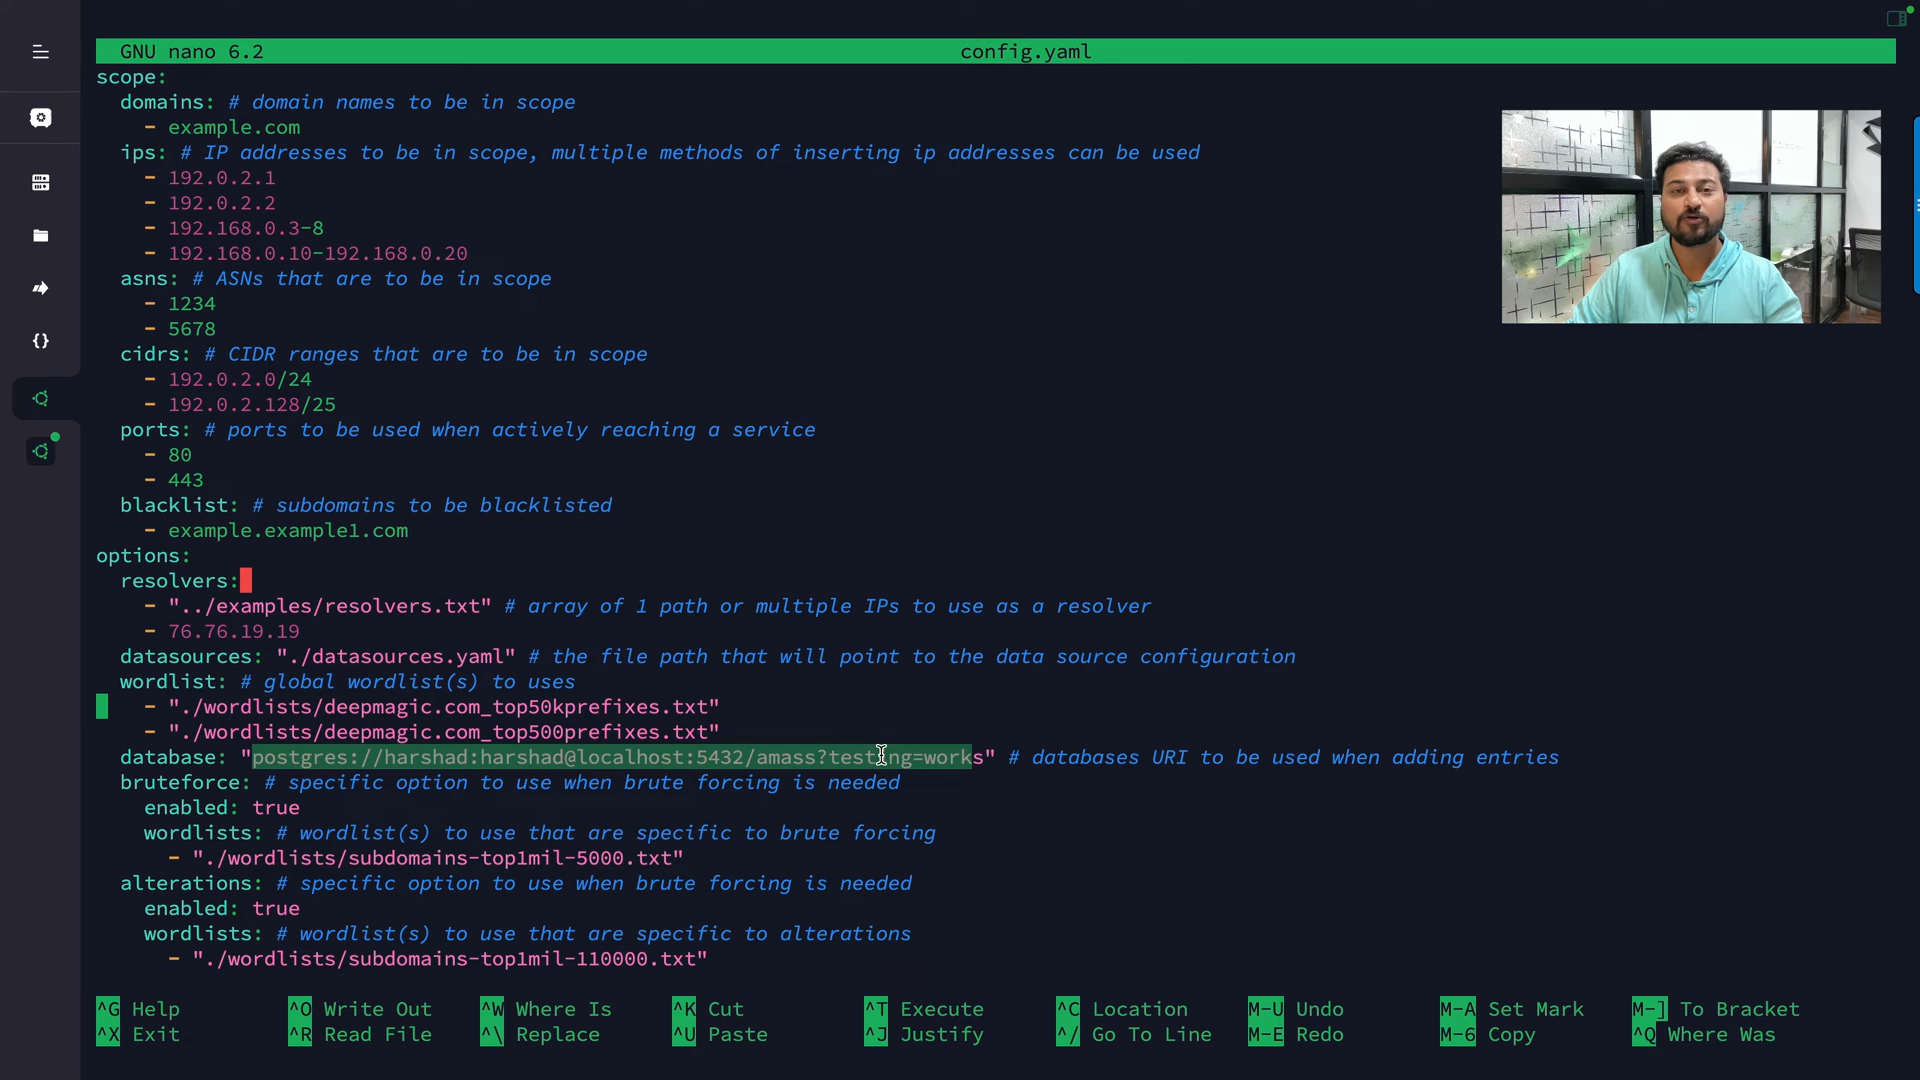 GNU nano 6.2 config.yaml
scope:
domains: # domain names to be in scope
- example.com
ips: # IP addresses to be in scope, multiple methods of inserting ip addresses can be used
- 192.0.2.1
- 192.0.2.2
- 192.168.0.3-8
- 192.168.0.10-192.168.0.20
asns: # ASNs that are to be in scope
- 1234
- 5678
cidrs: # CIDR ranges that are to be in scope
- 192.0.2.0/24
- 192.0.2.128/25
ports: # ports to be used when actively reaching a service
- 80
- 443
blacklist: # subdomains to be blacklisted
- example.example1.com
options:
resolvers:
- "../examples/resolvers.txt" # array of 1 path or multiple IPs to use as a resolver
- 76.76.19.19
datasources: "./datasources.yaml" # the file path that will point to the data source configuration
wordlist: # global wordlist(s) to uses
- "./wordlists/deepmagic.com_top50kprefixes.txt"
- "./wordlists/deepmagic.com_top500prefixes.txt"
database: "postgres://harshad:harshad@localhost:5432/amass?testing=works" # databases URI to be used when adding entries
bruteforce: # specific option to use when brute forcing is needed
enabled: true
wordlists: # wordlist(s) to use that are specific to brute forcing
- "./wordlists/subdomains-top1mil-5000.txt"
alterations: # specific option to use when brute forcing is needed
enabled: true
wordlists: # wordlist(s) to use that are specific to alterations
- "./wordlists/subdomains-top1mil-110000.txt"
^G Help ^O Write Out ^W Where Is ^K Cut ^T Execute ^C Location M-U Undo M-A Set Mark M-] To Bracket
^X Exit ^R Read File ^\ Replace ^U Paste ^J Justify ^/ Go To Line M-E Redo M-6 Copy ^Q Where Was